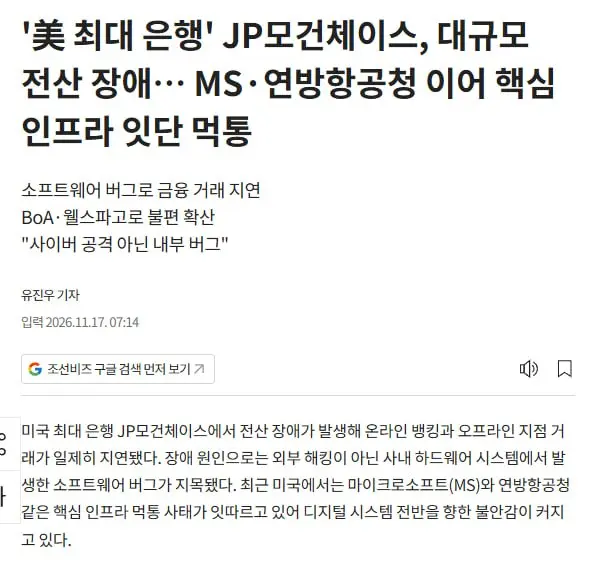 '美 최대 은행' JP모건체이스, 대규모
전산 장애… MS·연방항공청 이어 핵심
인프라 잇단 먹통
소프트웨어 버그로 금융 거래 지연
BoA·웰스파고로 불편 확산
"사이버 공격 아닌 내부 버그"
유진우 기자
입력 2026.11.17. 07:14
조선비즈 구글 검색 먼저 보기
미국 최대 은행 JP모건체이스에서 전산 장애가 발생해 온라인 뱅킹과 오프라인 지점 거
래가 일제히 지연됐다. 장애 원인으로는 외부 해킹이 아닌 사내 하드웨어 시스템에서 발
생한 소프트웨어 버그가 지목됐다. 최근 미국에서는 마이크로소프트(MS)와 연방항공청
같은 핵심 인프라 먹통 사태가 잇따르고 있어 디지털 시스템 전반을 향한 불안감이 커지
고 있다.